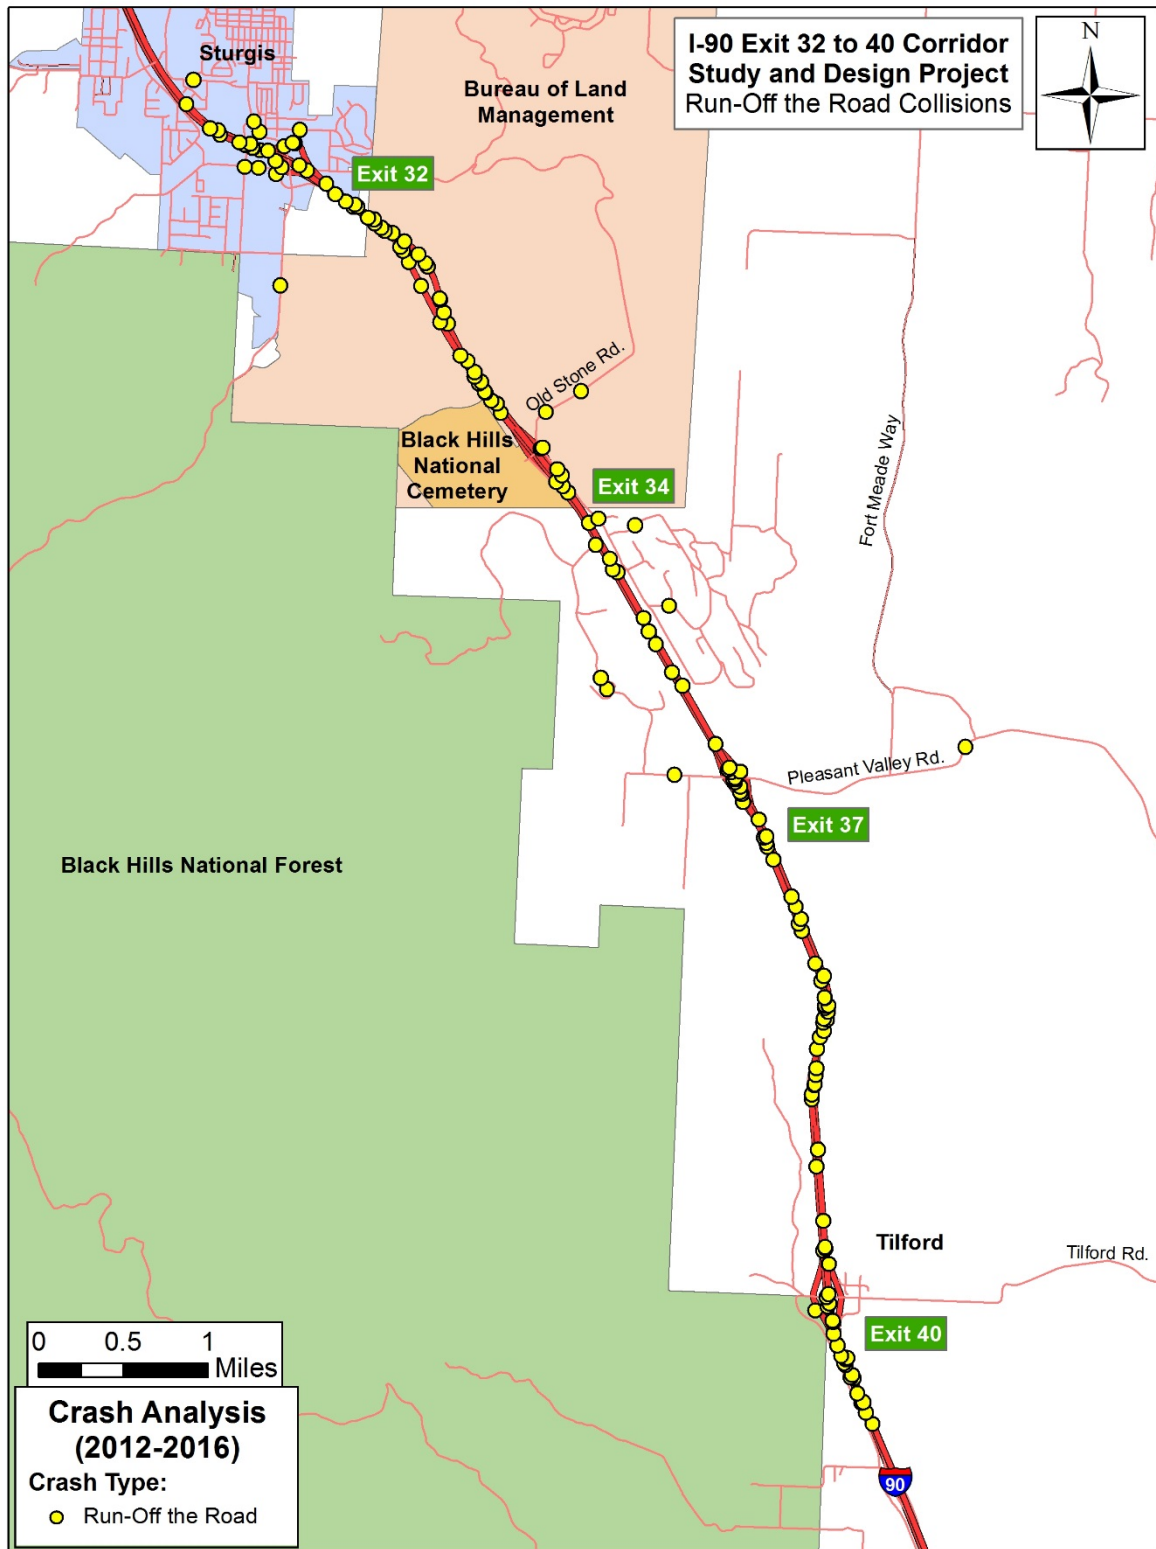 I-90 Exit 32 to 40 Corridor
Study and Design Project
Run-Off the Road Collisions
N
Sturgis
Bureau of Land
Management
Exit 32
Old Stone Rd.
Black Hills
National
Cemetery
Exit 34
Fort Meade Way
Pleasant Valley Rd.
Exit 37
Black Hills National Forest
Tilford
Tilford Rd.
Exit 40
0 0.5 1
Miles
Crash Analysis
(2012-2016)
Crash Type:
Run-Off the Road
90